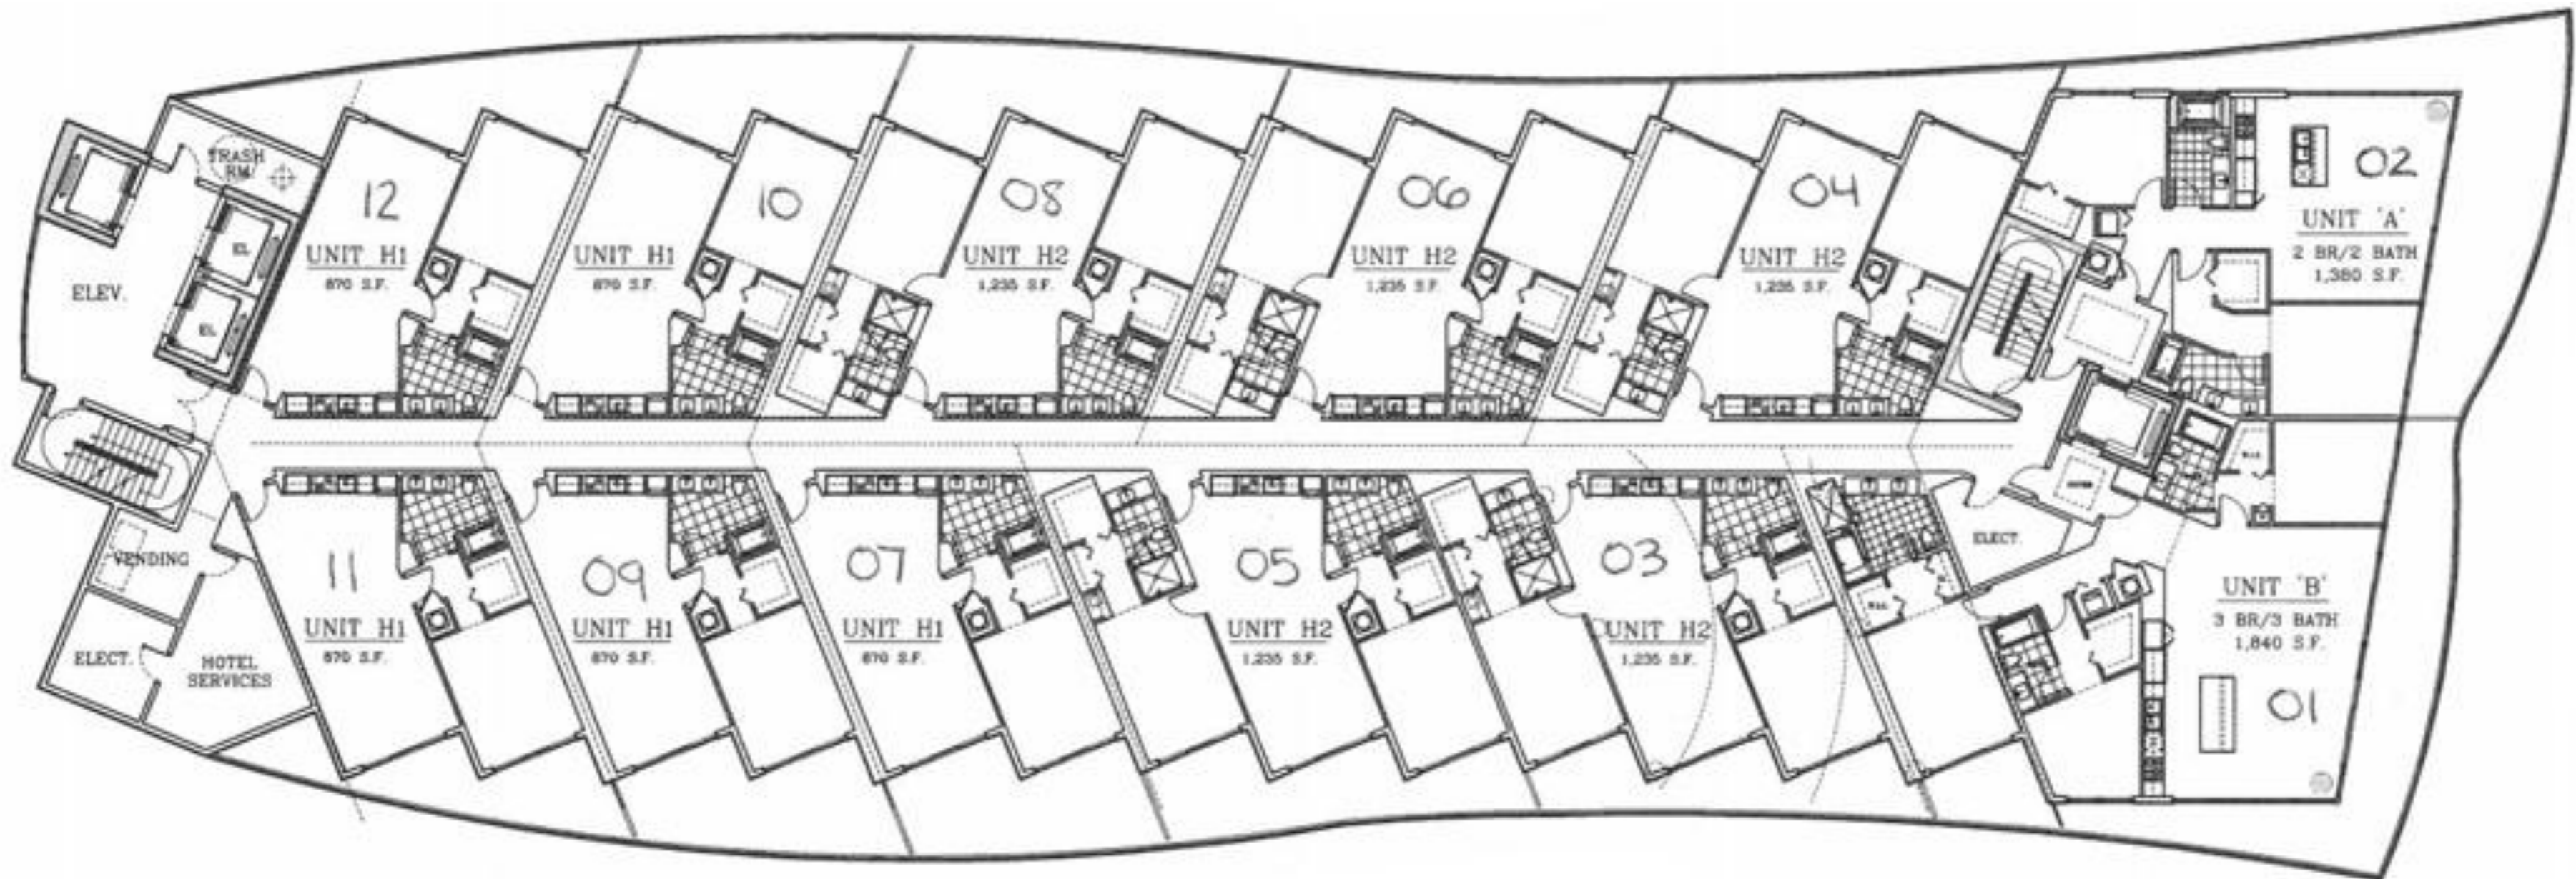 TRASH
RM.
ELEV.
EL
EL
12
UNIT H1
870 S.F.
UNIT H1
870 S.F.
10
08
UNIT H2
1,235 S.F.
06
UNIT H2
1,235 S.F.
04
UNIT H2
1,235 S.F.
02
UNIT 'A'
2 BR/2 BATH
1,380 S.F.
VENDING
ELECT.
HOTEL
SERVICES
11
UNIT H1
870 S.F.
09
UNIT H1
870 S.F.
07
UNIT H1
870 S.F.
05
UNIT H2
1,235 S.F.
03
UNIT H2
1,235 S.F.
ELECT.
UNIT 'B'
3 BR/3 BATH
1,840 S.F.
01